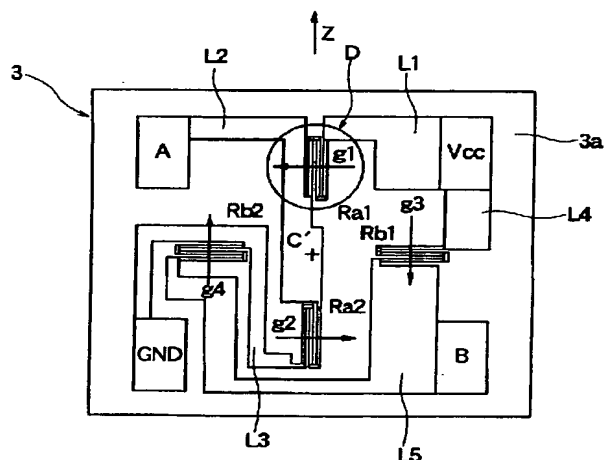 Z
L2
D
L1
3
3a
A
g1
Vcc
Ra1
g3
L4
Rb2
Rb1
C´
g4
Ra2
g2
GND
B
L3
L5